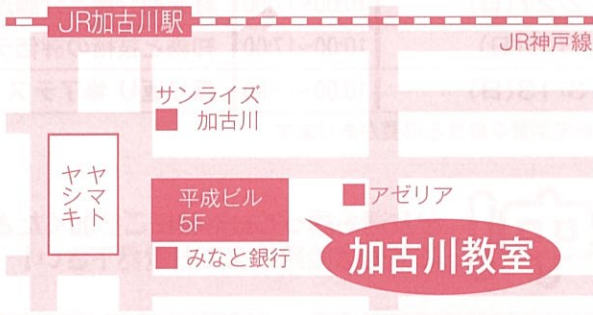 JR加古川駅
JR神戸線
サンライズ
加古川
ヤマト
ヤシキ
平成ビル
5F
アゼリア
みなと銀行
加古川教室